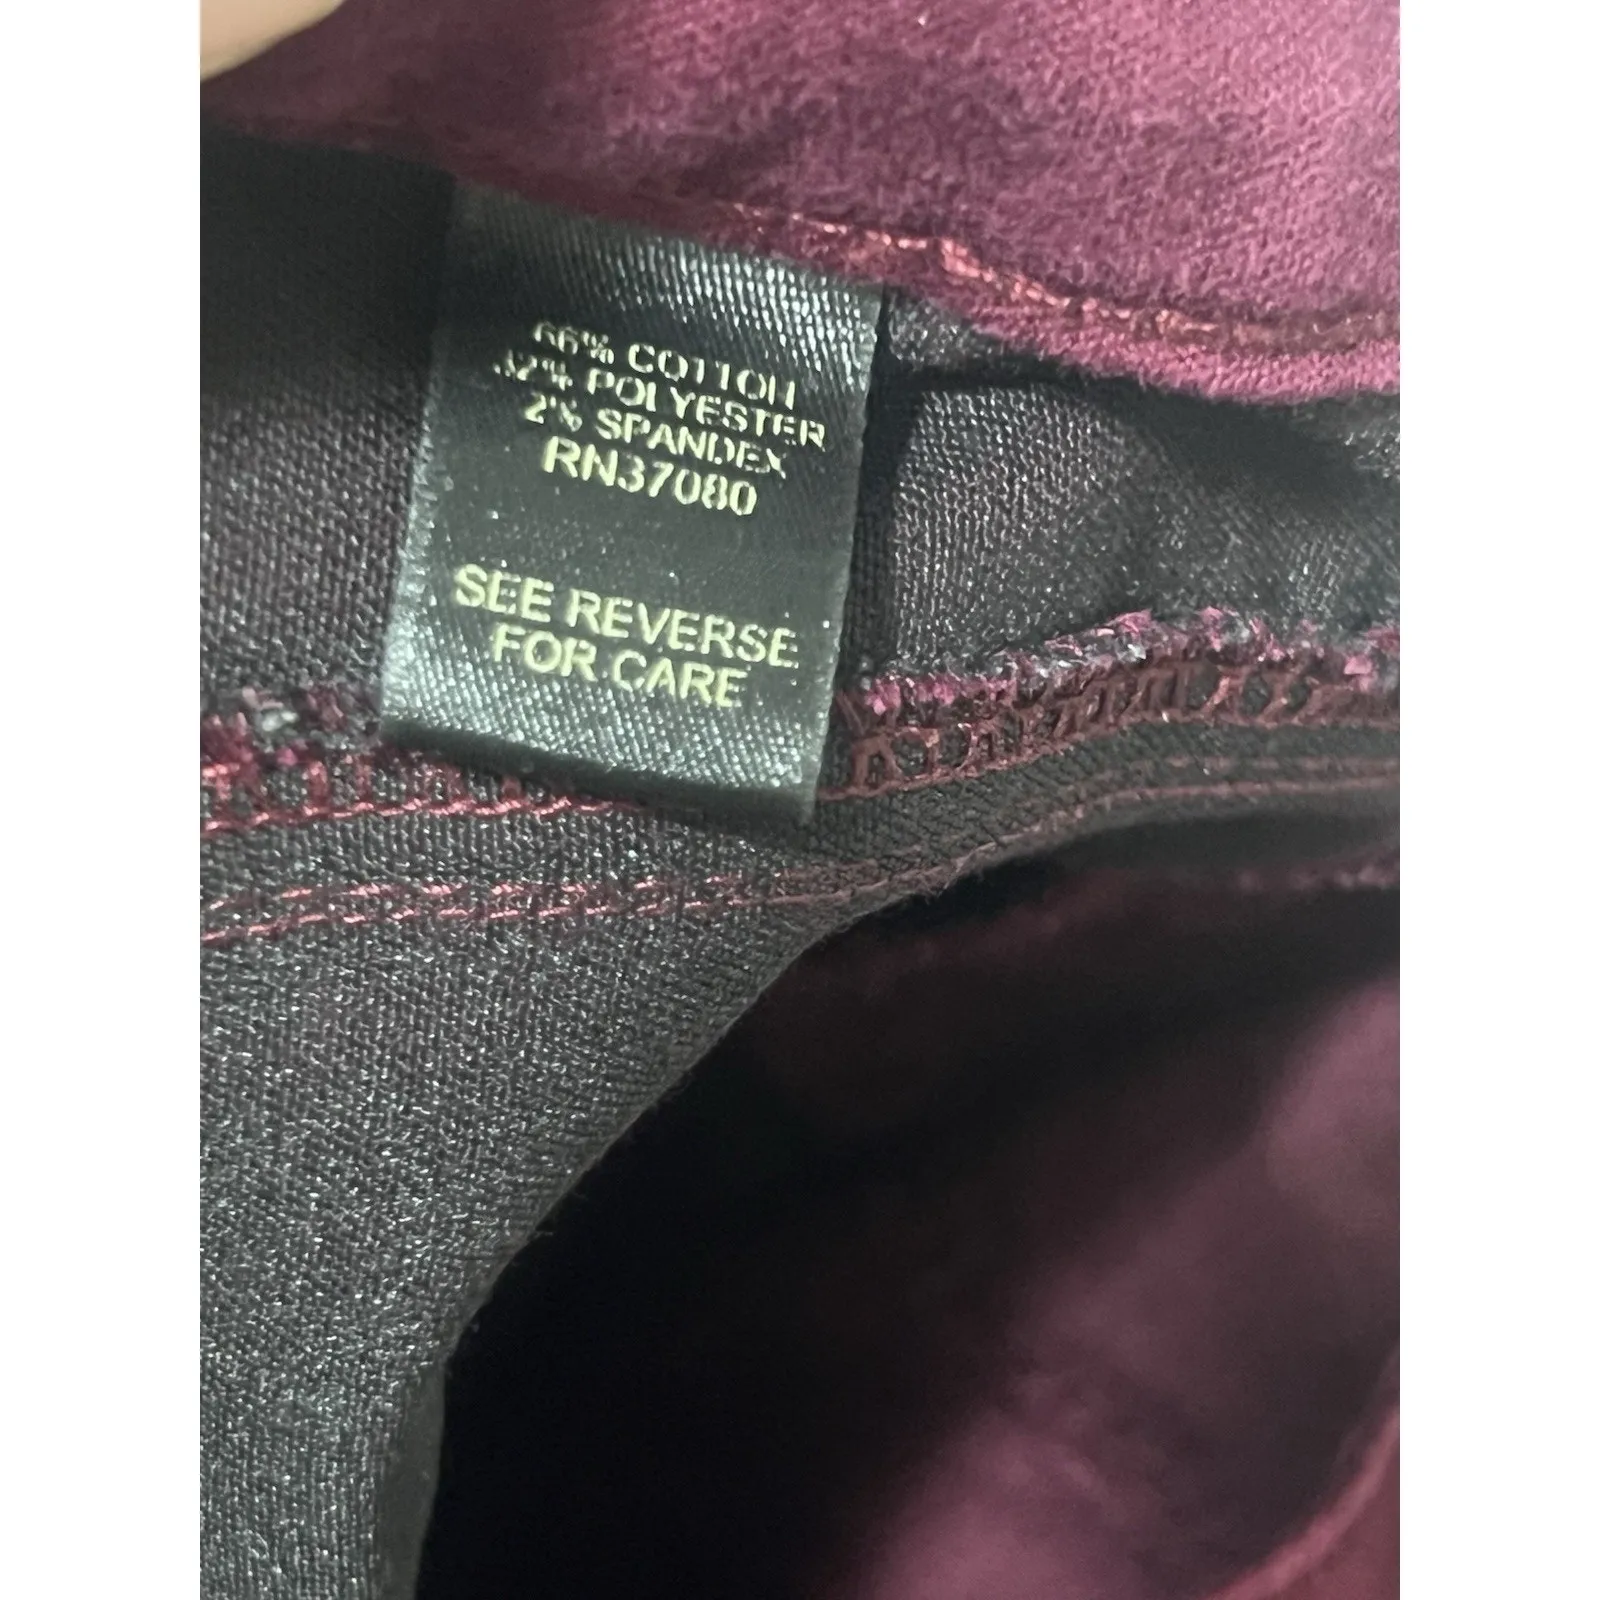 66% COTTON
32% POLYESTER
2% SPANDEX
RN37080
SEE REVERSE
FOR CARE